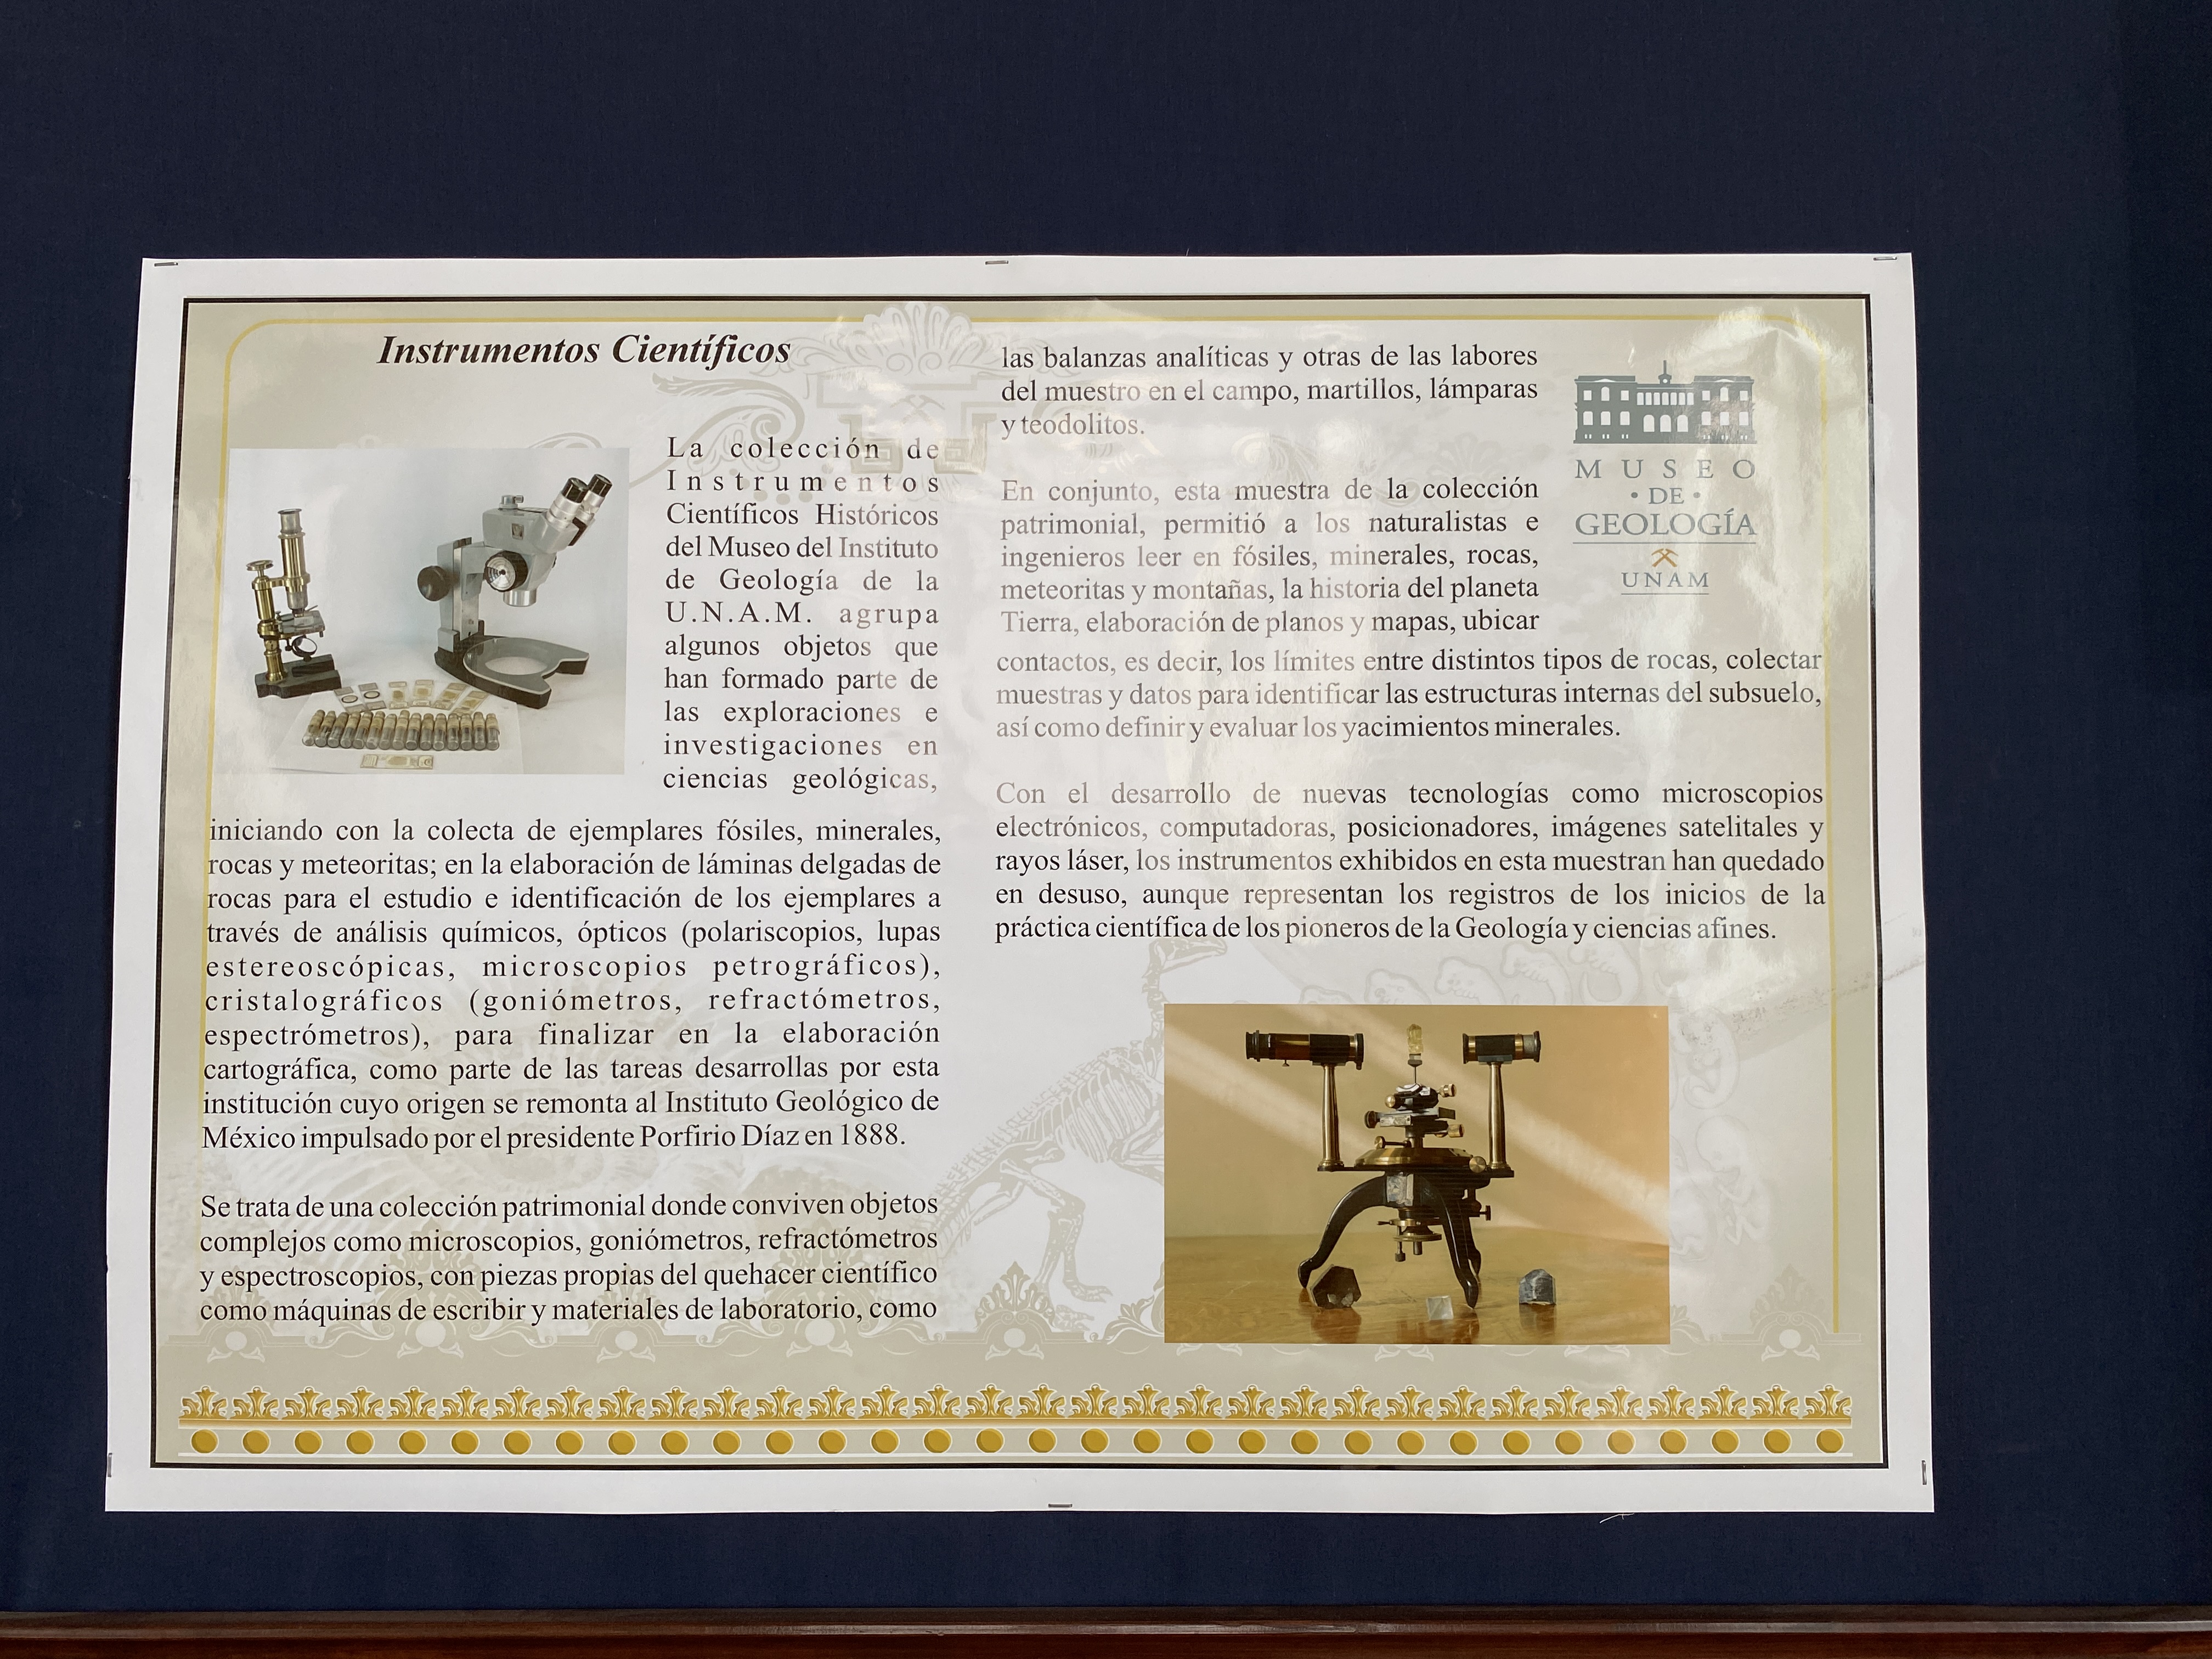 Instrumentos Científicos
La colección de
Instrumentos
Científicos Históricos
del Museo del Instituto
de Geología de la
U.N.A.M. agrupa
algunos objetos que
han formado parte de
las exploraciones e
investigaciones en
ciencias geológicas,
iniciando con la colecta de ejemplares fósiles, minerales,
rocas y meteoritas; en la elaboración de láminas delgadas de
rocas para el estudio e identificación de los ejemplares a
través de análisis químicos, ópticos (polariscopios, lupas
estereoscópicas, microscopios petrográficos),
cristalográficos (goniómetros, refractómetros,
espectrómetros), para finalizar en la elaboración
cartográfica, como parte de las tareas desarrollas por esta
institución cuyo origen se remonta al Instituto Geológico de
México impulsado por el presidente Porfirio Díaz en 1888.
Se trata de una colección patrimonial donde conviven objetos
complejos como microscopios, goniómetros, refractómetros
y espectroscopios, con piezas propias del quehacer científico
como máquinas de escribir y materiales de laboratorio, como
las balanzas analíticas y otras de las labores
del muestro en el campo, martillos, lámparas
y teodolitos.
En conjunto, esta muestra de la colección
patrimonial, permitió a los naturalistas e
ingenieros leer en fósiles, minerales, rocas,
meteoritas y montañas, la historia del planeta
Tierra, elaboración de planos y mapas, ubicar
contactos, es decir, los límites entre distintos tipos de rocas, colectar
muestras y datos para identificar las estructuras internas del subsuelo,
así como definir y evaluar los yacimientos minerales.
Con el desarrollo de nuevas tecnologías como microscopios
electrónicos, computadoras, posicionadores, imágenes satelitales y
rayos láser, los instrumentos exhibidos en esta muestran han quedado
en desuso, aunque representan los registros de los inicios de la
práctica científica de los pioneros de la Geología y ciencias afines.
MUSEO
• DE •
GEOLOGÍA
UNAM